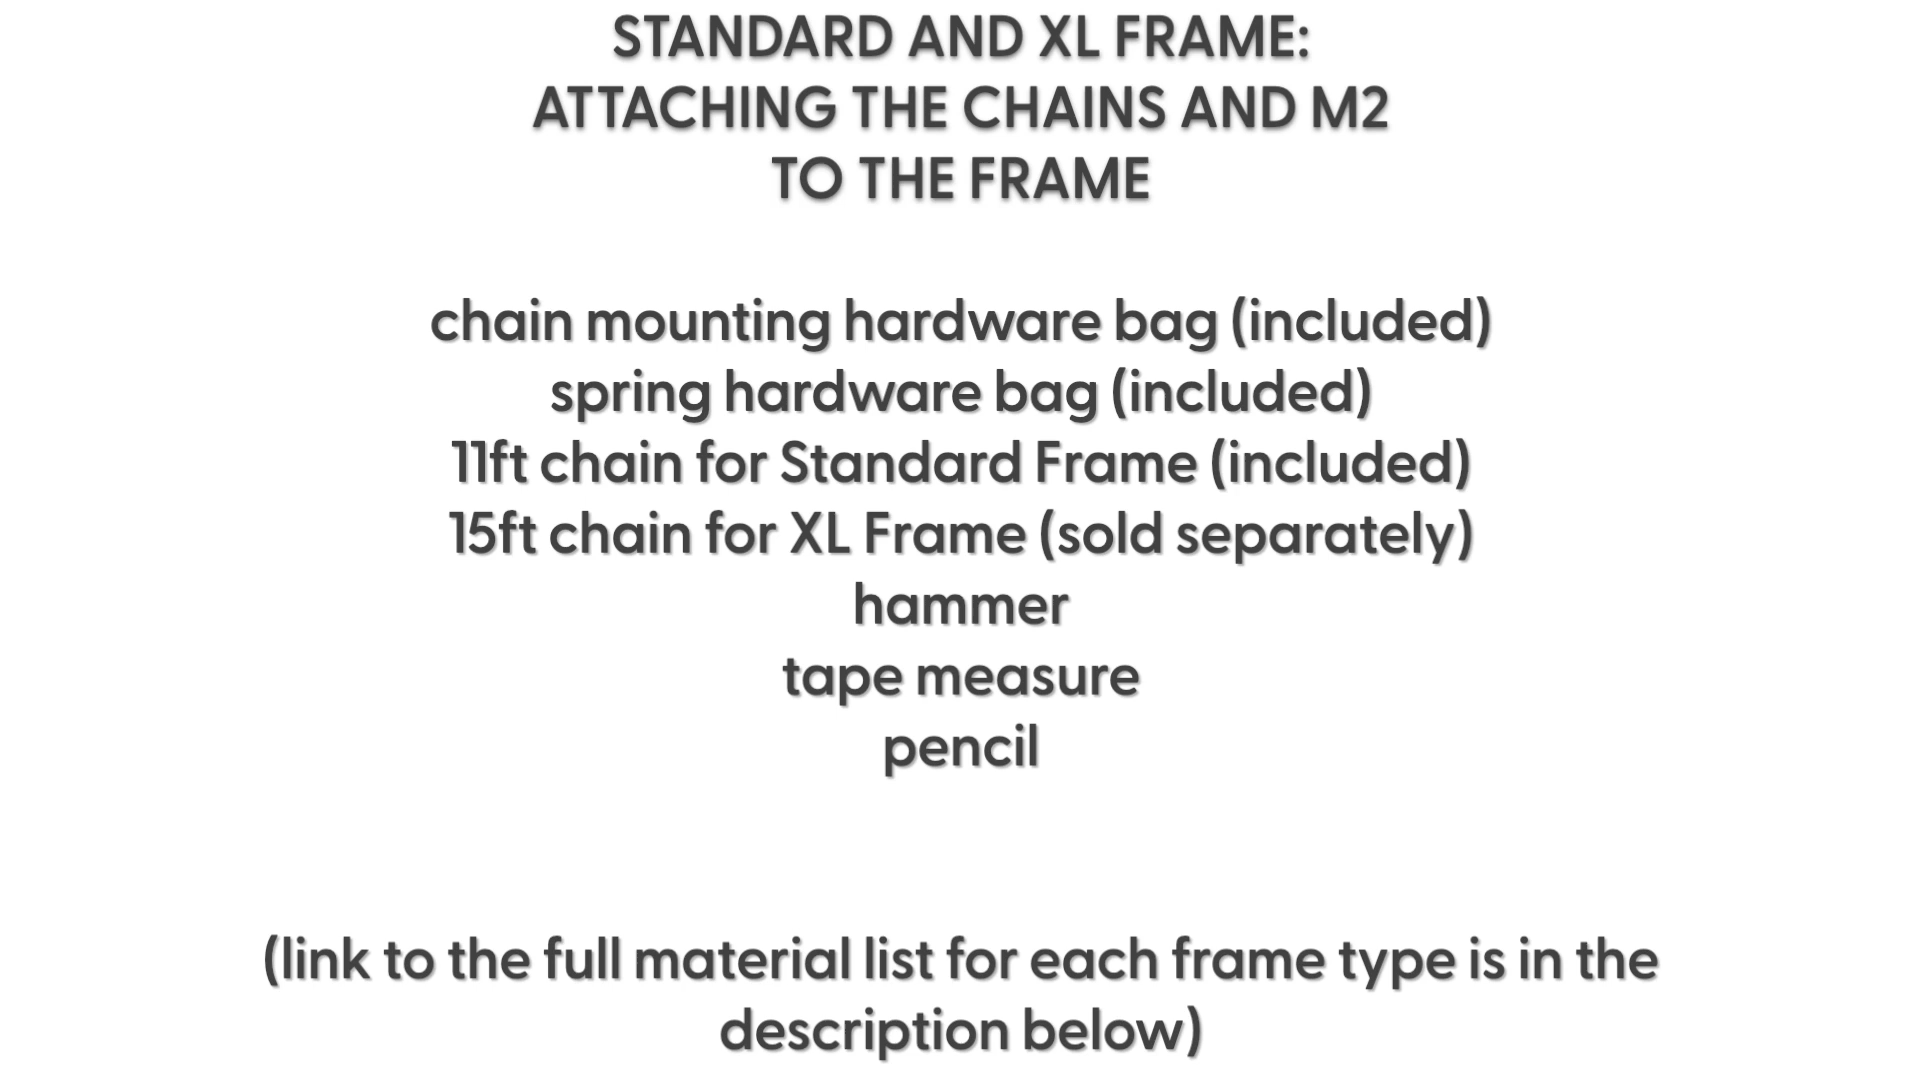 STANDARD AND XL FRAME:
ATTACHING THE CHAINS AND M2
TO THE FRAME
chain mounting hardware bag (included)
spring hardware bag (included)
11ft chain for Standard Frame (included)
15ft chain for XL Frame (sold separately)
hammer
tape measure
pencil
(link to the full material list for each frame type is in the
description below)